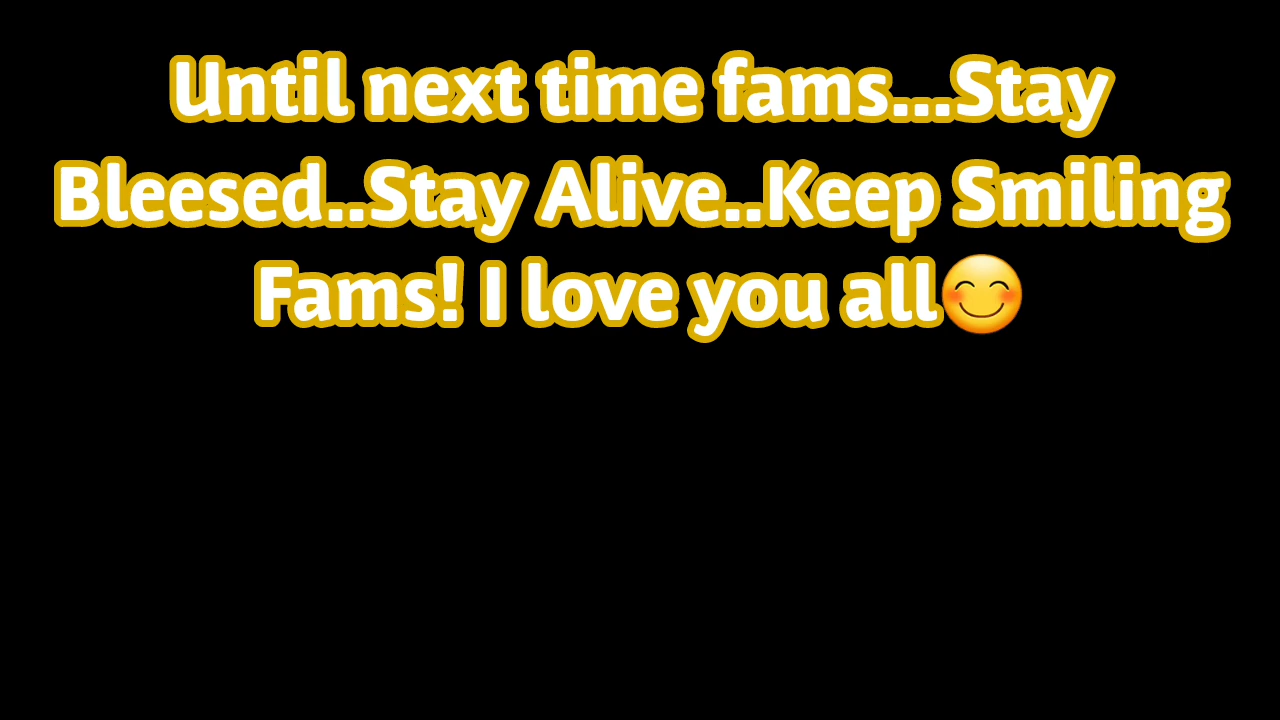 Until next time fams...Stay
Bleesed..Stay Alive..Keep Smiling
Fams! I love you all😊